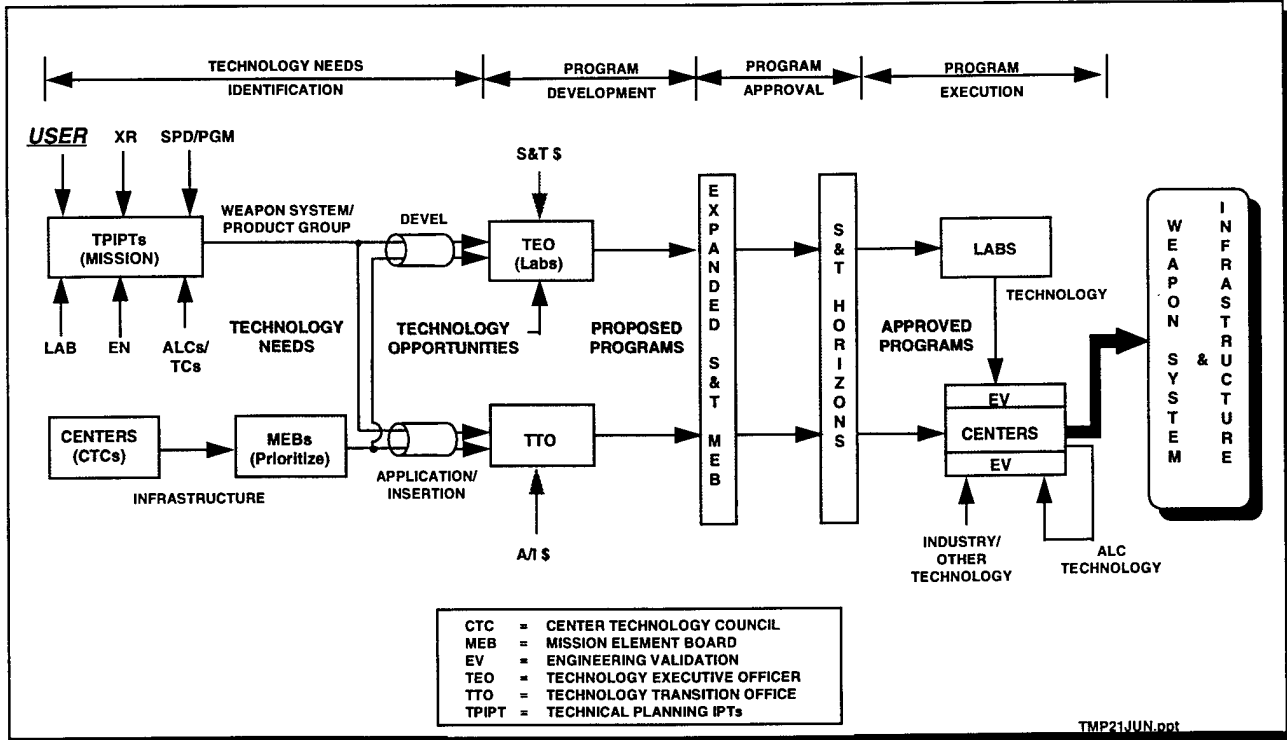 TECHNOLOGY NEEDS
IDENTIFICATION
PROGRAM
DEVELOPMENT
PROGRAM
APPROVAL
PROGRAM
EXECUTION
USER
XR
SPD/PGM
S&T $
WEAPON SYSTEM/
PRODUCT GROUP
DEVEL
TPIPTs
(MISSION)
TEO
(Labs)
LABS
TECHNOLOGY
LAB
EN
ALCs/
TCs
TECHNOLOGY
NEEDS
TECHNOLOGY
OPPORTUNITIES
PROPOSED
PROGRAMS
EXPANDED S&T MEB
S&T HORIZONS
APPROVED
PROGRAMS
WEAPON SYSTEM
&
INFRASTRUCTURE
CENTERS
(CTCs)
MEBs
(Prioritize)
TTO
EV
CENTERS
EV
INFRASTRUCTURE
APPLICATION/
INSERTION
A/I $
INDUSTRY/
OTHER
TECHNOLOGY
ALC
TECHNOLOGY
CTC = CENTER TECHNOLOGY COUNCIL
MEB = MISSION ELEMENT BOARD
EV = ENGINEERING VALIDATION
TEO = TECHNOLOGY EXECUTIVE OFFICER
TTO = TECHNOLOGY TRANSITION OFFICE
TPIPT = TECHNICAL PLANNING IPTs
TMP21JUN.ppt